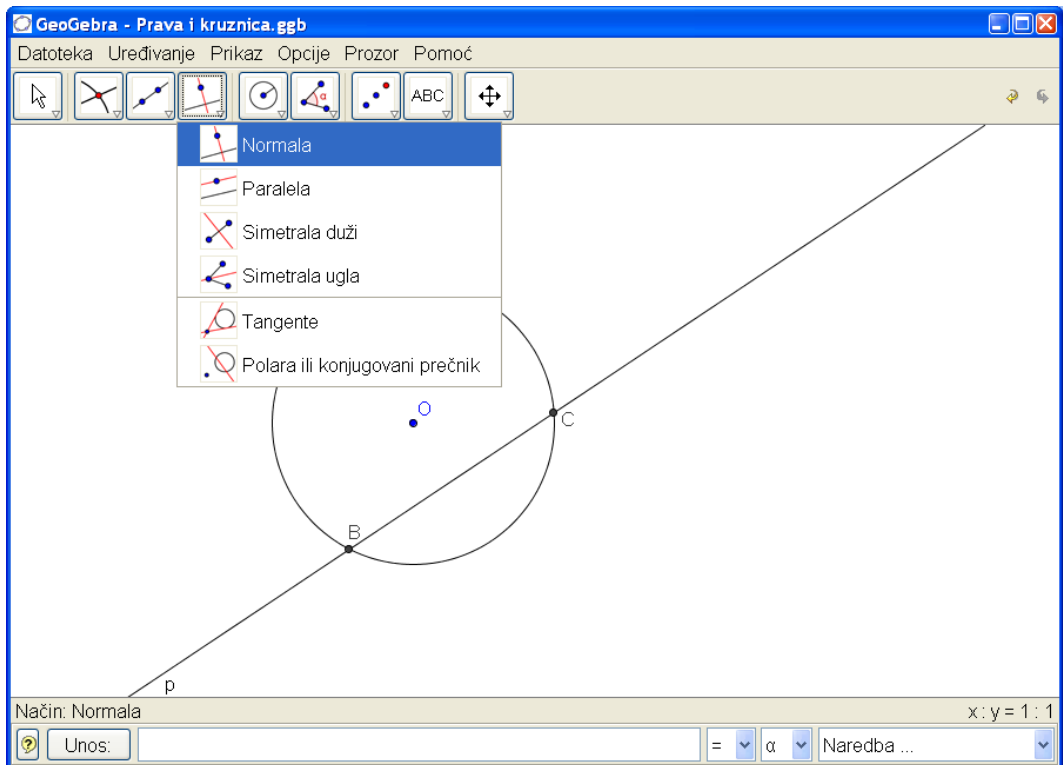 GeoGebra - Prava i kruznica.ggb
Datoteka Uređivanje Prikaz Opcije Prozor Pomoć
α ABC
Normala
Paralela
Simetrala duži
Simetrala ugla
Tangente
Polara ili konjugovani prečnik
O
C
B
p
Način: Normala x : y = 1 : 1
? Unos: = α Naredba ...